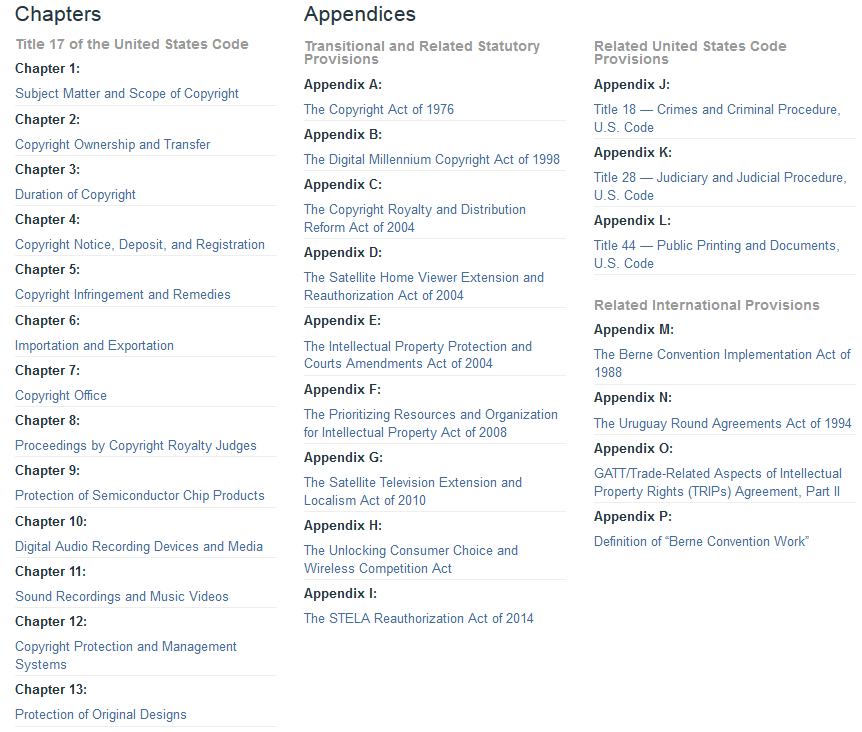 Chapters
Title 17 of the United States Code
Chapter 1:
Subject Matter and Scope of Copyright
Chapter 2:
Copyright Ownership and Transfer
Chapter 3:
Duration of Copyright
Chapter 4:
Copyright Notice, Deposit, and Registration
Chapter 5:
Copyright Infringement and Remedies
Chapter 6:
Importation and Exportation
Chapter 7:
Copyright Office
Chapter 8:
Proceedings by Copyright Royalty Judges
Chapter 9:
Protection of Semiconductor Chip Products
Chapter 10:
Digital Audio Recording Devices and Media
Chapter 11:
Sound Recordings and Music Videos
Chapter 12:
Copyright Protection and Management
Systems
Chapter 13:
Protection of Original Designs
Appendices
Transitional and Related Statutory
Provisions
Appendix A:
The Copyright Act of 1976
Appendix B:
The Digital Millennium Copyright Act of 1998
Appendix C:
The Copyright Royalty and Distribution
Reform Act of 2004
Appendix D:
The Satellite Home Viewer Extension and
Reauthorization Act of 2004
Appendix E:
The Intellectual Property Protection and
Courts Amendments Act of 2004
Appendix F:
The Prioritizing Resources and Organization
for Intellectual Property Act of 2008
Appendix G:
The Satellite Television Extension and
Localism Act of 2010
Appendix H:
The Unlocking Consumer Choice and
Wireless Competition Act
Appendix I:
The STELA Reauthorization Act of 2014
Related United States Code
Provisions
Appendix J:
Title 18 — Crimes and Criminal Procedure,
U.S. Code
Appendix K:
Title 28 — Judiciary and Judicial Procedure,
U.S. Code
Appendix L:
Title 44 — Public Printing and Documents,
U.S. Code
Related International Provisions
Appendix M:
The Berne Convention Implementation Act of
1988
Appendix N:
The Uruguay Round Agreements Act of 1994
Appendix O:
GATT/Trade-Related Aspects of Intellectual
Property Rights (TRIPs) Agreement, Part II
Appendix P:
Definition of “Berne Convention Work”